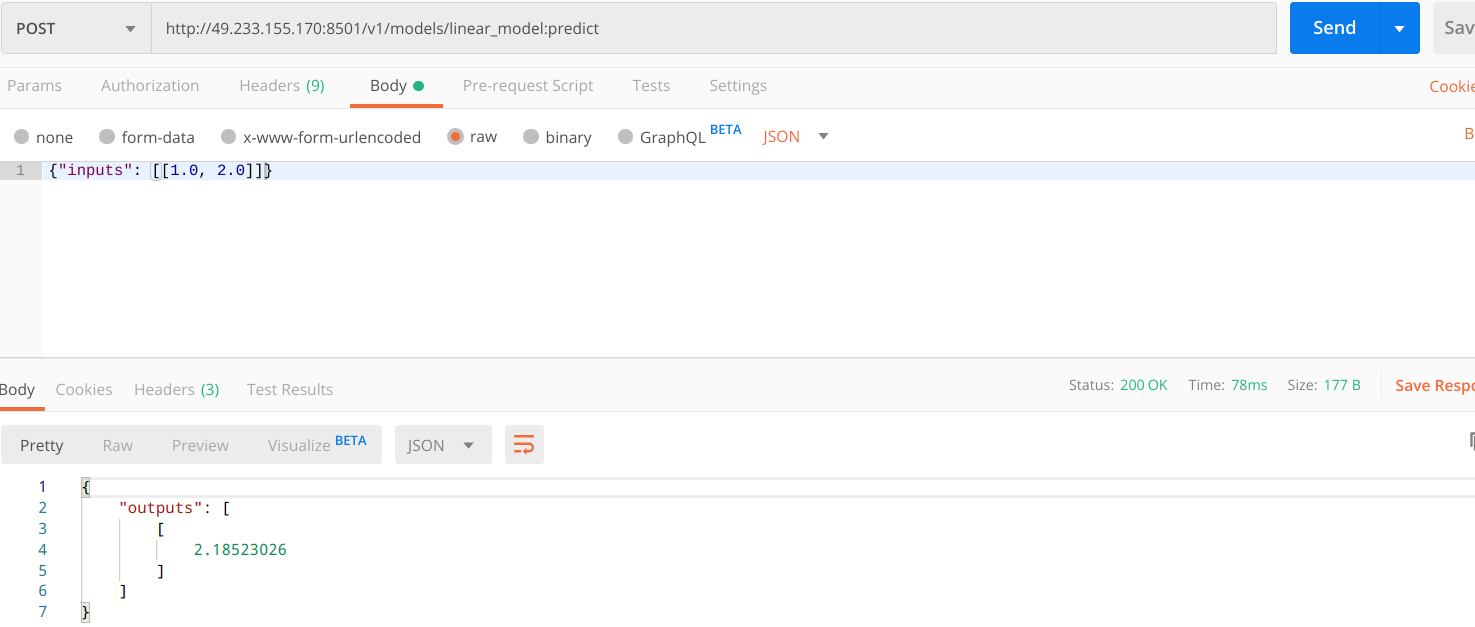 POST http://49.233.155.170:8501/v1/models/linear_model:predict Send Sav
Params Authorization Headers (9) Body Pre-request Script Tests Settings Cookie
none form-data x-www-form-urlencoded raw binary GraphQL BETA JSON B
1 {"inputs": [[1.0, 2.0]]}
Body Cookies Headers (3) Test Results Status: 200 OK Time: 78ms Size: 177 B Save Respo
Pretty Raw Preview Visualize BETA JSON
1 {
2 "outputs": [
3 [
4 2.18523026
5 ]
6 ]
7 }